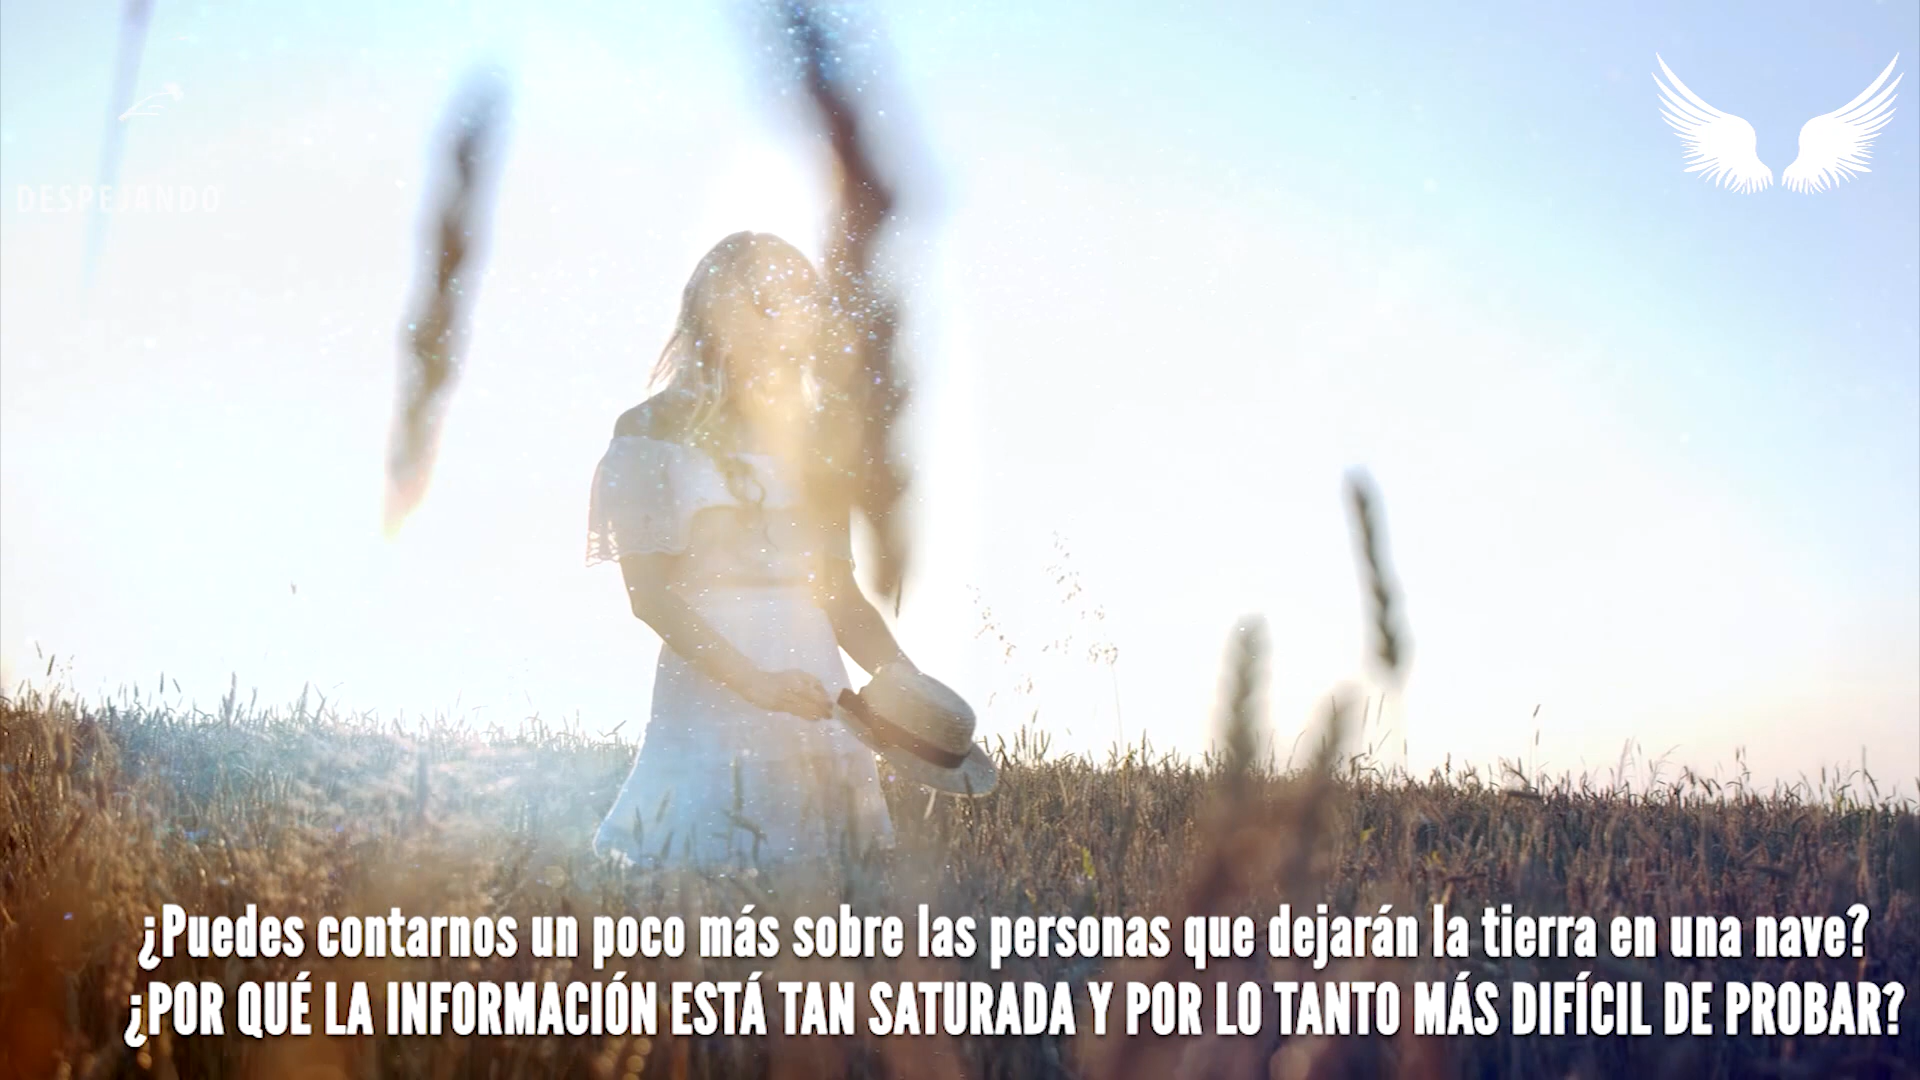 DESPEJANDO
¿Puedes contarnos un poco más sobre las personas que dejarán la tierra en una nave?
¿POR QUÉ LA INFORMACIÓN ESTÁ TAN SATURADA Y POR LO TANTO MÁS DIFÍCIL DE PROBAR?